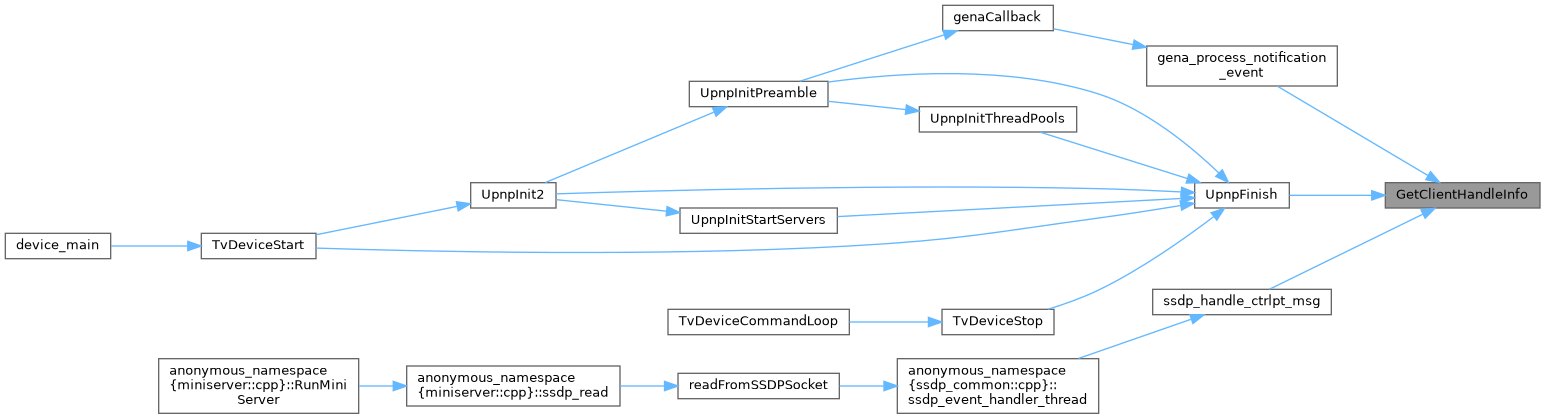 genaCallback
gena_process_notification
_event
UpnpInitPreamble
UpnpInitThreadPools
UpnpInit2
UpnpFinish
GetClientHandleInfo
UpnpInitStartServers
device_main
TvDeviceStart
ssdp_handle_ctrlpt_msg
TvDeviceCommandLoop
TvDeviceStop
anonymous_namespace
{miniserver::cpp}::RunMini
Server
anonymous_namespace
{miniserver::cpp}::ssdp_read
readFromSSDPSocket
anonymous_namespace
{ssdp_common::cpp}::
ssdp_event_handler_thread